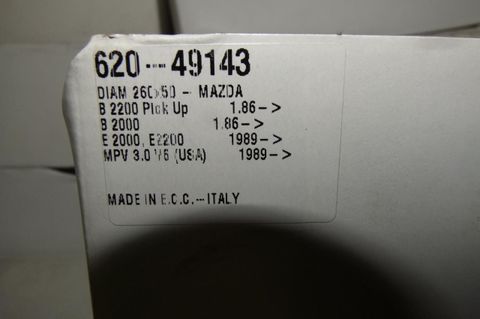 620--49143
DIAM 260x50 - MAZDA
B 2200 Pick Up 1.86->
B 2000 1.86->
E 2000, E2200 1989->
MPV 3.0 V6 (USA) 1989->
MADE IN E.C.C.--ITALY